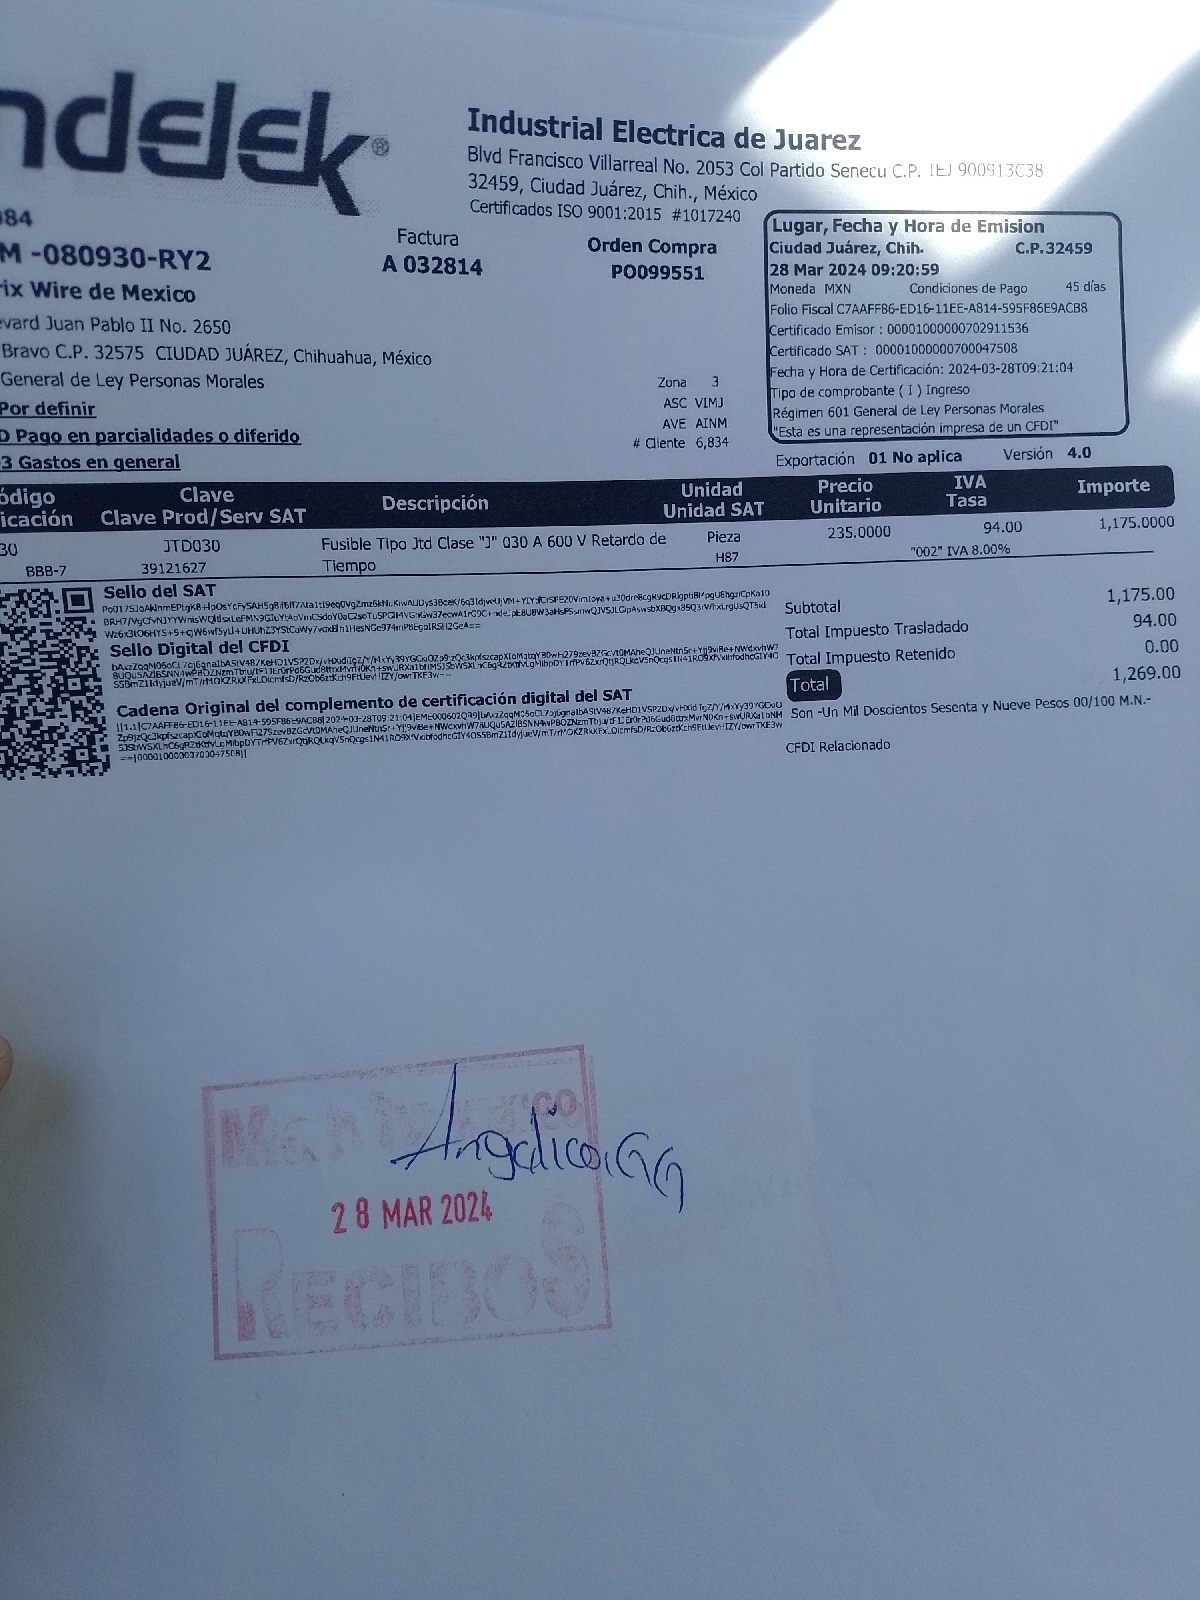 ndelek®
Industrial Electrica de Juarez
Blvd Francisco Villarreal No. 2053 Col Partido Senecu C.P. IEJ 900913C38
32459, Ciudad Juárez, Chih., México
Certificados ISO 9001:2015 #1017240
084
M -080930-RY2
rix Wire de Mexico
evard Juan Pablo II No. 2650
Bravo C.P. 32575 CIUDAD JUÁREZ, Chihuahua, México
General de Ley Personas Morales
Por definir
D Pago en parcialidades o diferido
3 Gastos en general
Factura
A 032814
Orden Compra
PO099551
Zona 3
ASC VIMJ
AVE AINM
# Cliente 6,834
Lugar, Fecha y Hora de Emision
Ciudad Juárez, Chih. C.P.32459
28 Mar 2024 09:20:59
Moneda MXN Condiciones de Pago 45 días
Folio Fiscal C7AAFF86-ED16-11EE-A814-595F86E9ACB8
Certificado Emisor : 00001000000702911536
Certificado SAT : 00001000000700047508
Fecha y Hora de Certificación: 2024-03-28T09:21:04
Tipo de comprobante ( I ) Ingreso
Régimen 601 General de Ley Personas Morales
"Esta es una representación impresa de un CFDI"
Exportación 01 No aplica Versión 4.0
ódigo Clave Descripción Unidad Precio IVA Importe
icación Clave Prod/Serv SAT Unidad SAT Unitario Tasa
30 JTD030 Fusible Tipo Jtd Clase "J" 030 A 600 V Retardo de Pieza 235.0000 94.00 1,175.0000
BBB-7 39121627 Tiempo H87 "002" IVA 8.00%
Sello del SAT
Sello Digital del CFDI
Cadena Original del complemento de certificación digital del SAT
Subtotal 1,175.00
Total Impuesto Trasladado 94.00
Total Impuesto Retenido 0.00
Total 1,269.00
Son -Un Mil Doscientos Sesenta y Nueve Pesos 00/100 M.N.-
CFDI Relacionado
Angelica GG
28 MAR 2024
RECIBOS